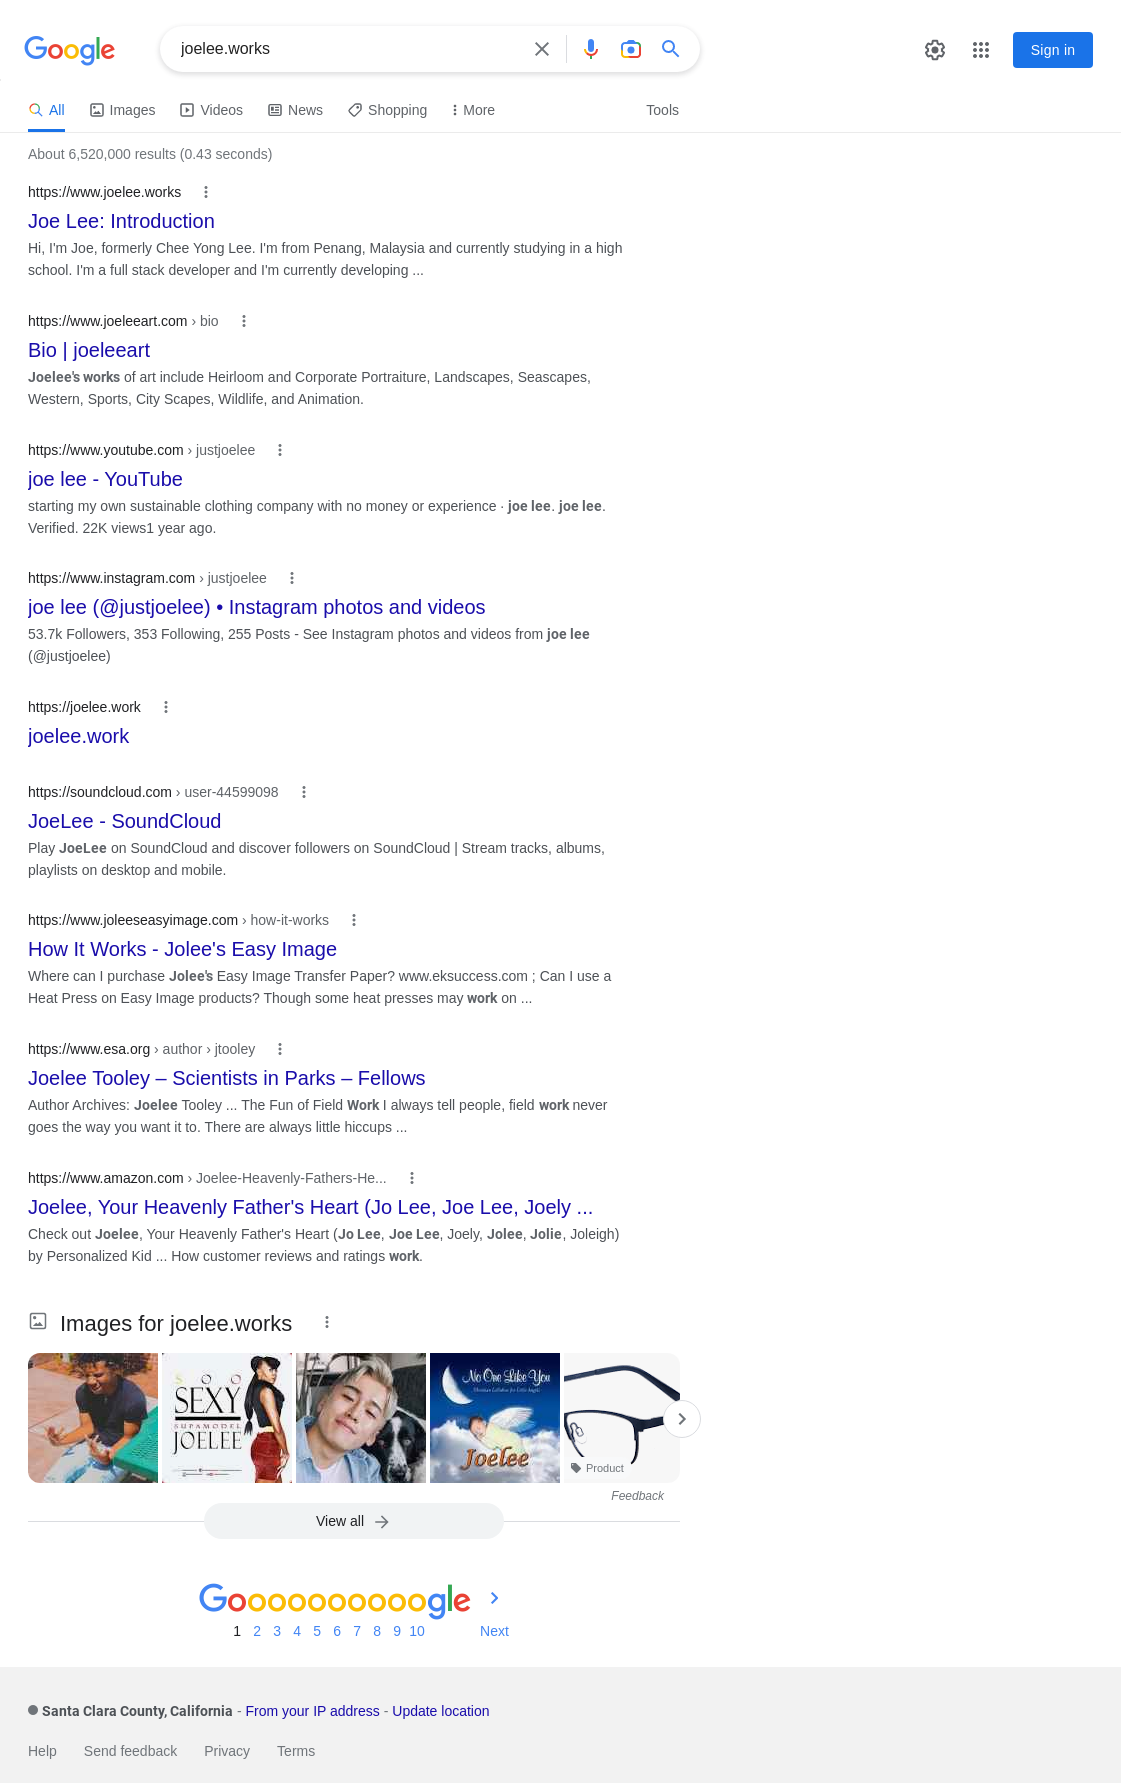 Google
joelee.works
Sign in
All
Images
Videos
News
Shopping
More
Tools
About 6,520,000 results (0.43 seconds)
https://www.joelee.works
Joe Lee: Introduction
Hi, I'm Joe, formerly Chee Yong Lee. I'm from Penang, Malaysia and currently studying in a high
school. I'm a full stack developer and I'm currently developing ...
https://www.joeleeart.com › bio
Bio | joeleeart
Joelee's works of art include Heirloom and Corporate Portraiture, Landscapes, Seascapes,
Western, Sports, City Scapes, Wildlife, and Animation.
https://www.youtube.com › justjoelee
joe lee - YouTube
starting my own sustainable clothing company with no money or experience · joe lee. joe lee.
Verified. 22K views1 year ago.
https://www.instagram.com › justjoelee
joe lee (@justjoelee) • Instagram photos and videos
53.7k Followers, 353 Following, 255 Posts - See Instagram photos and videos from joe lee
(@justjoelee)
https://joelee.work
joelee.work
https://soundcloud.com › user-44599098
JoeLee - SoundCloud
Play JoeLee on SoundCloud and discover followers on SoundCloud | Stream tracks, albums,
playlists on desktop and mobile.
https://www.joleeseasyimage.com › how-it-works
How It Works - Jolee's Easy Image
Where can I purchase Jolee's Easy Image Transfer Paper? www.eksuccess.com ; Can I use a
Heat Press on Easy Image products? Though some heat presses may work on ...
https://www.esa.org › author › jtooley
Joelee Tooley – Scientists in Parks – Fellows
Author Archives: Joelee Tooley ... The Fun of Field Work I always tell people, field work never
goes the way you want it to. There are always little hiccups ...
https://www.amazon.com › Joelee-Heavenly-Fathers-He...
Joelee, Your Heavenly Father's Heart (Jo Lee, Joe Lee, Joely ...
Check out Joelee, Your Heavenly Father's Heart (Jo Lee, Joe Lee, Joely, Jolee, Jolie, Joleigh)
by Personalized Kid ... How customer reviews and ratings work.
Images for joelee.works
SOO
SEXY
SUPAMODEL
JOELEE
No One Like You
Joelee
Product
Feedback
View all
Goooooooooogle
1 2 3 4 5 6 7 8 9 10 Next
Santa Clara County, California - From your IP address - Update location
Help Send feedback Privacy Terms